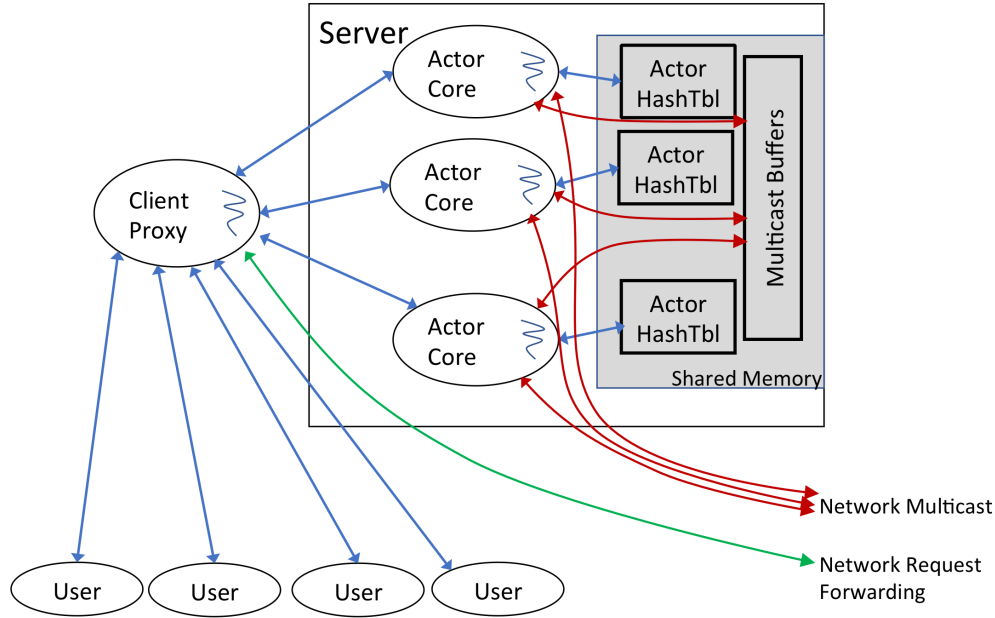 Server
Actor
Core
Actor
HashTbl
Actor
Core
Actor
HashTbl
Multicast Buffers
Client
Proxy
Actor
Core
Actor
HashTbl
Shared Memory
Network Multicast
Network Request
Forwarding
User
User
User
User